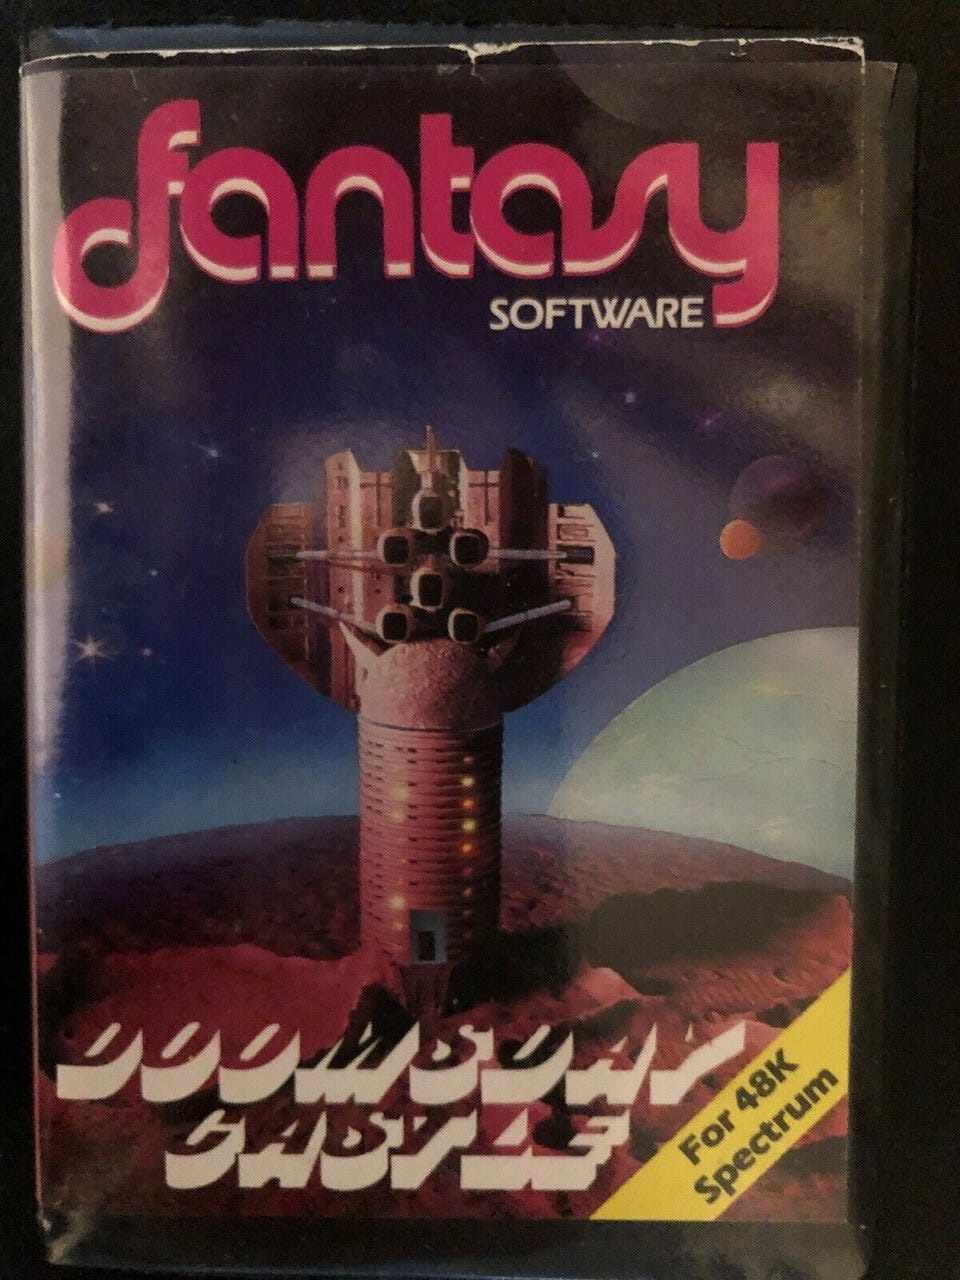 fantasy
SOFTWARE
DOOMSDAY
CASTLE
For 48K
Spectrum